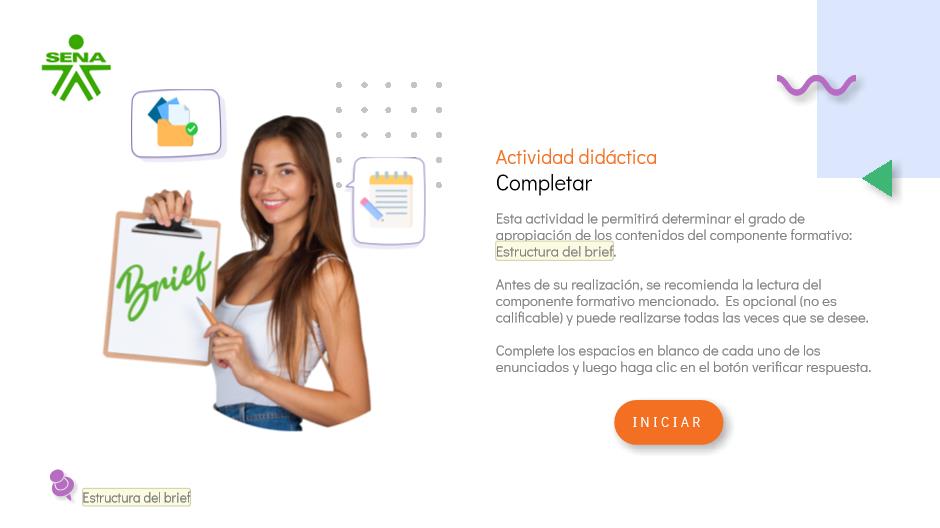 SENA
Brief
Actividad didáctica
Completar
Esta actividad le permitirá determinar el grado de
apropiación de los contenidos del componente formativo:
Estructura del brief.
Antes de su realización, se recomienda la lectura del
componente formativo mencionado. Es opcional (no es
calificable) y puede realizarse todas las veces que se desee.
Complete los espacios en blanco de cada uno de los
enunciados y luego haga clic en el botón verificar respuesta.
INICIAR
Estructura del brief